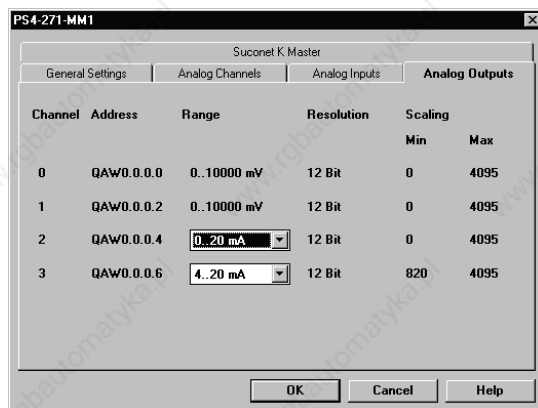 PS4-271-MM1
Suconet K Master
General Settings Analog Channels Analog Inputs Analog Outputs
Channel Address Range Resolution Scaling
Min Max
0 QAW0.0.0.0 0..10000 mV 12 Bit 0 4095
1 QAW0.0.0.2 0..10000 mV 12 Bit 0 4095
2 QAW0.0.0.4 0..20 mA 12 Bit 0 4095
3 QAW0.0.0.6 4..20 mA 12 Bit 820 4095
OK Cancel Help
www.rgbautomatyka.pl